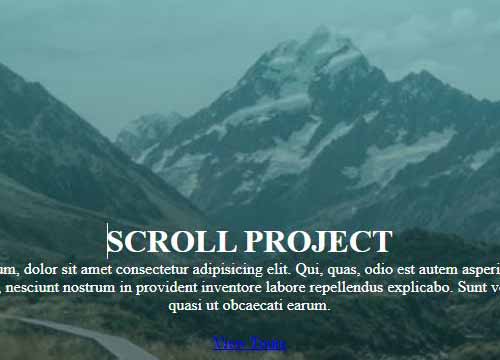 SCROLL PROJECT
um, dolor sit amet consectetur adipisicing elit. Qui, quas, odio est autem asperi
, nesciunt nostrum in provident inventore labore repellendus explicabo. Sunt v
quasi ut obcaecati earum.
View Tours